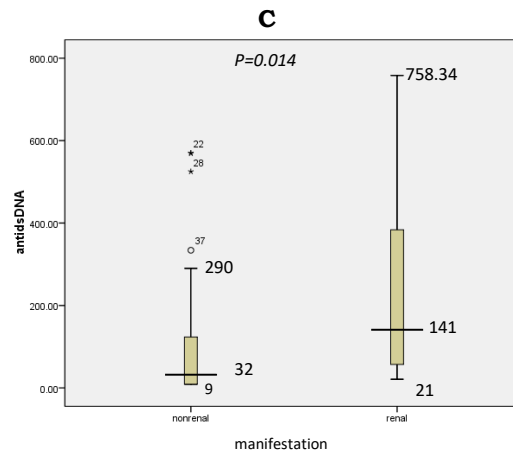 C
P=0.014
800.00
600.00
400.00
200.00
0.00
antidsDNA
22
28
37
290
32
9
758.34
141
21
nonrenal
renal
manifestation